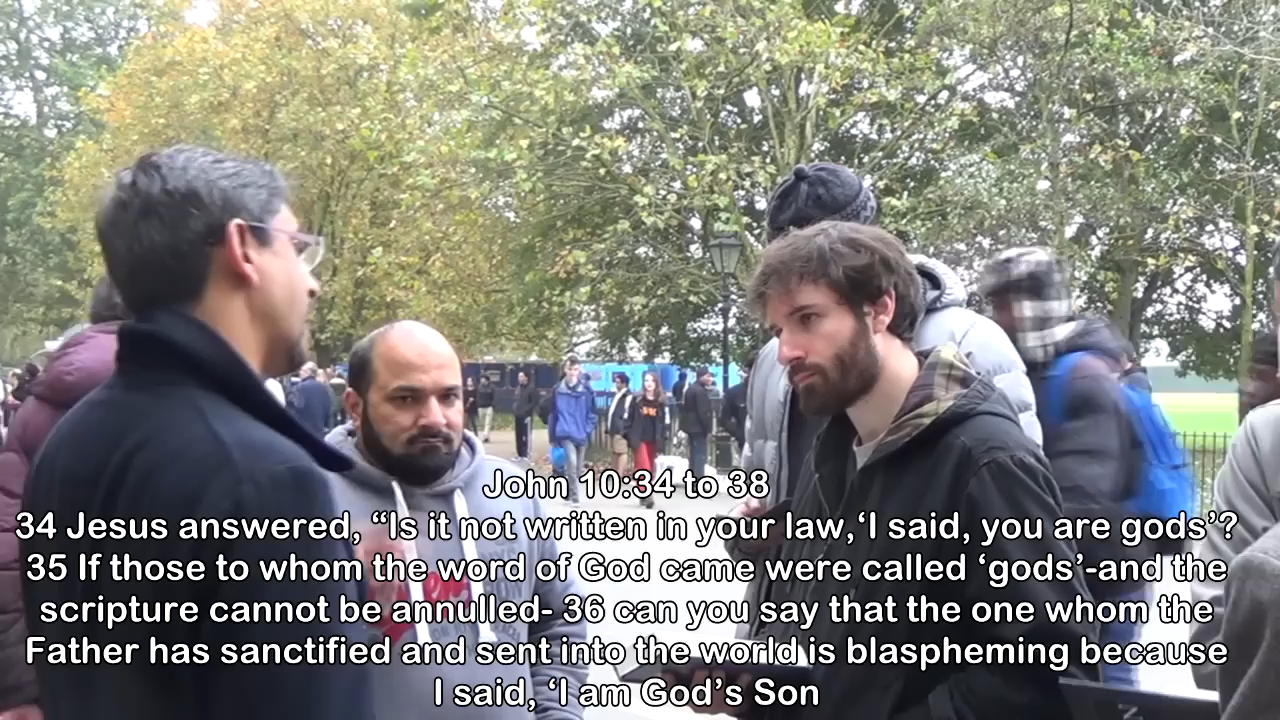 John 10:34 to 38
34 Jesus answered, “Is it not written in your law,‘I said, you are gods’?
35 If those to whom the word of God came were called ‘gods’-and the
scripture cannot be annulled- 36 can you say that the one whom the
Father has sanctified and sent into the world is blaspheming because
I said, ‘I am God’s Son